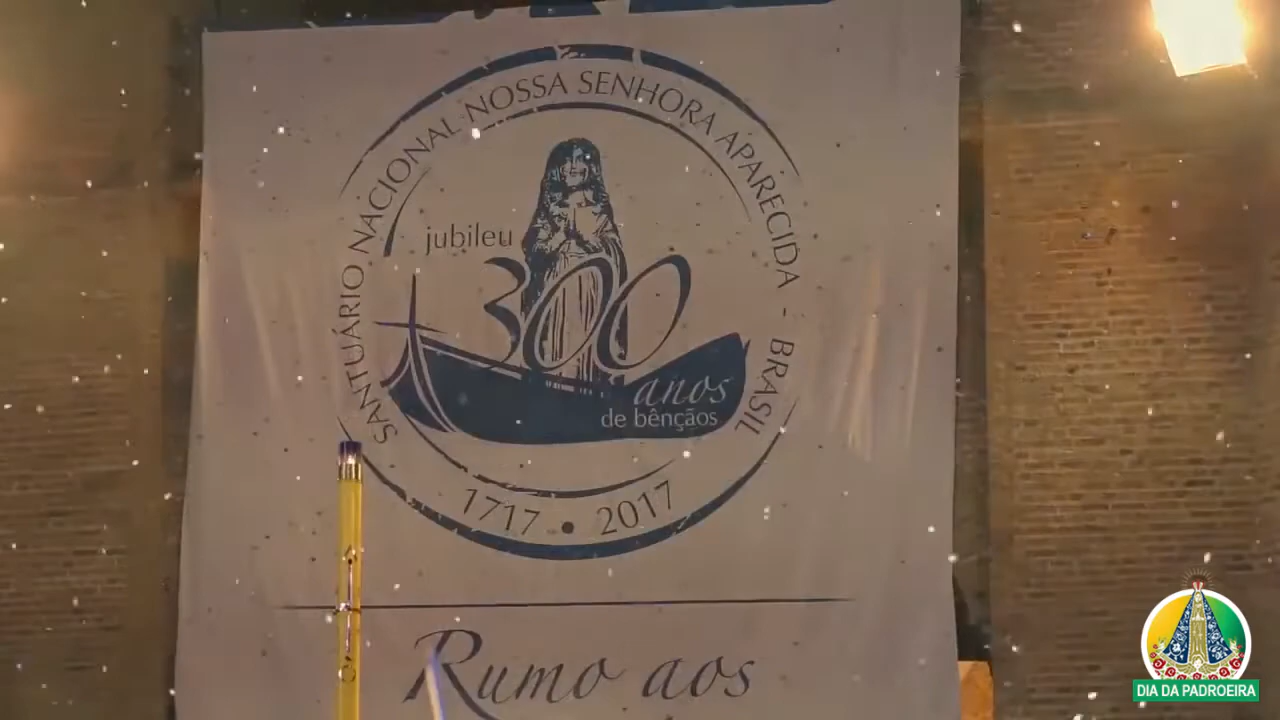 SANTUÁRIO NACIONAL NOSSA SENHORA APARECIDA - BRASIL
jubileu
300
anos
de bênçãos
1717 • 2017
Rumo aos
DIA DA PADROEIRA